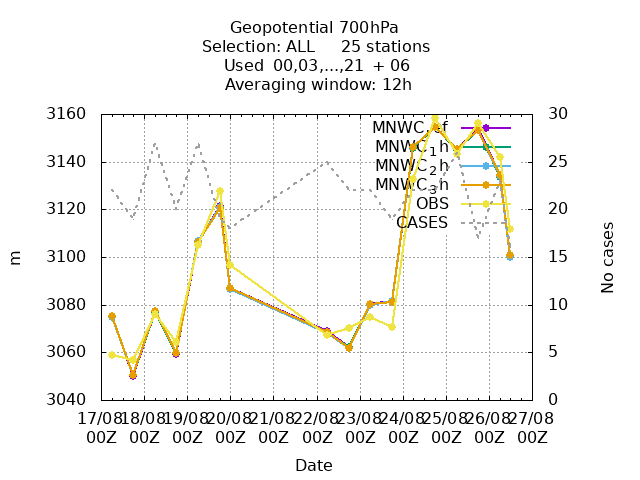 Geopotential 700hPa
Selection: ALL 25 stations
Used 00,03,...,21 + 06
Averaging window: 12h
3160
3140
3120
3100
3080
3060
3040
30
25
20
15
10
5
0
m
No cases
MNWC_1h
MNWC_2h
MNWC_3h
OBS
CASES
17/08 18/08 19/08 20/08 21/08 22/08 23/08 24/08 25/08 26/08 27/08
00Z 00Z 00Z 00Z 00Z 00Z 00Z 00Z 00Z 00Z 00Z
Date